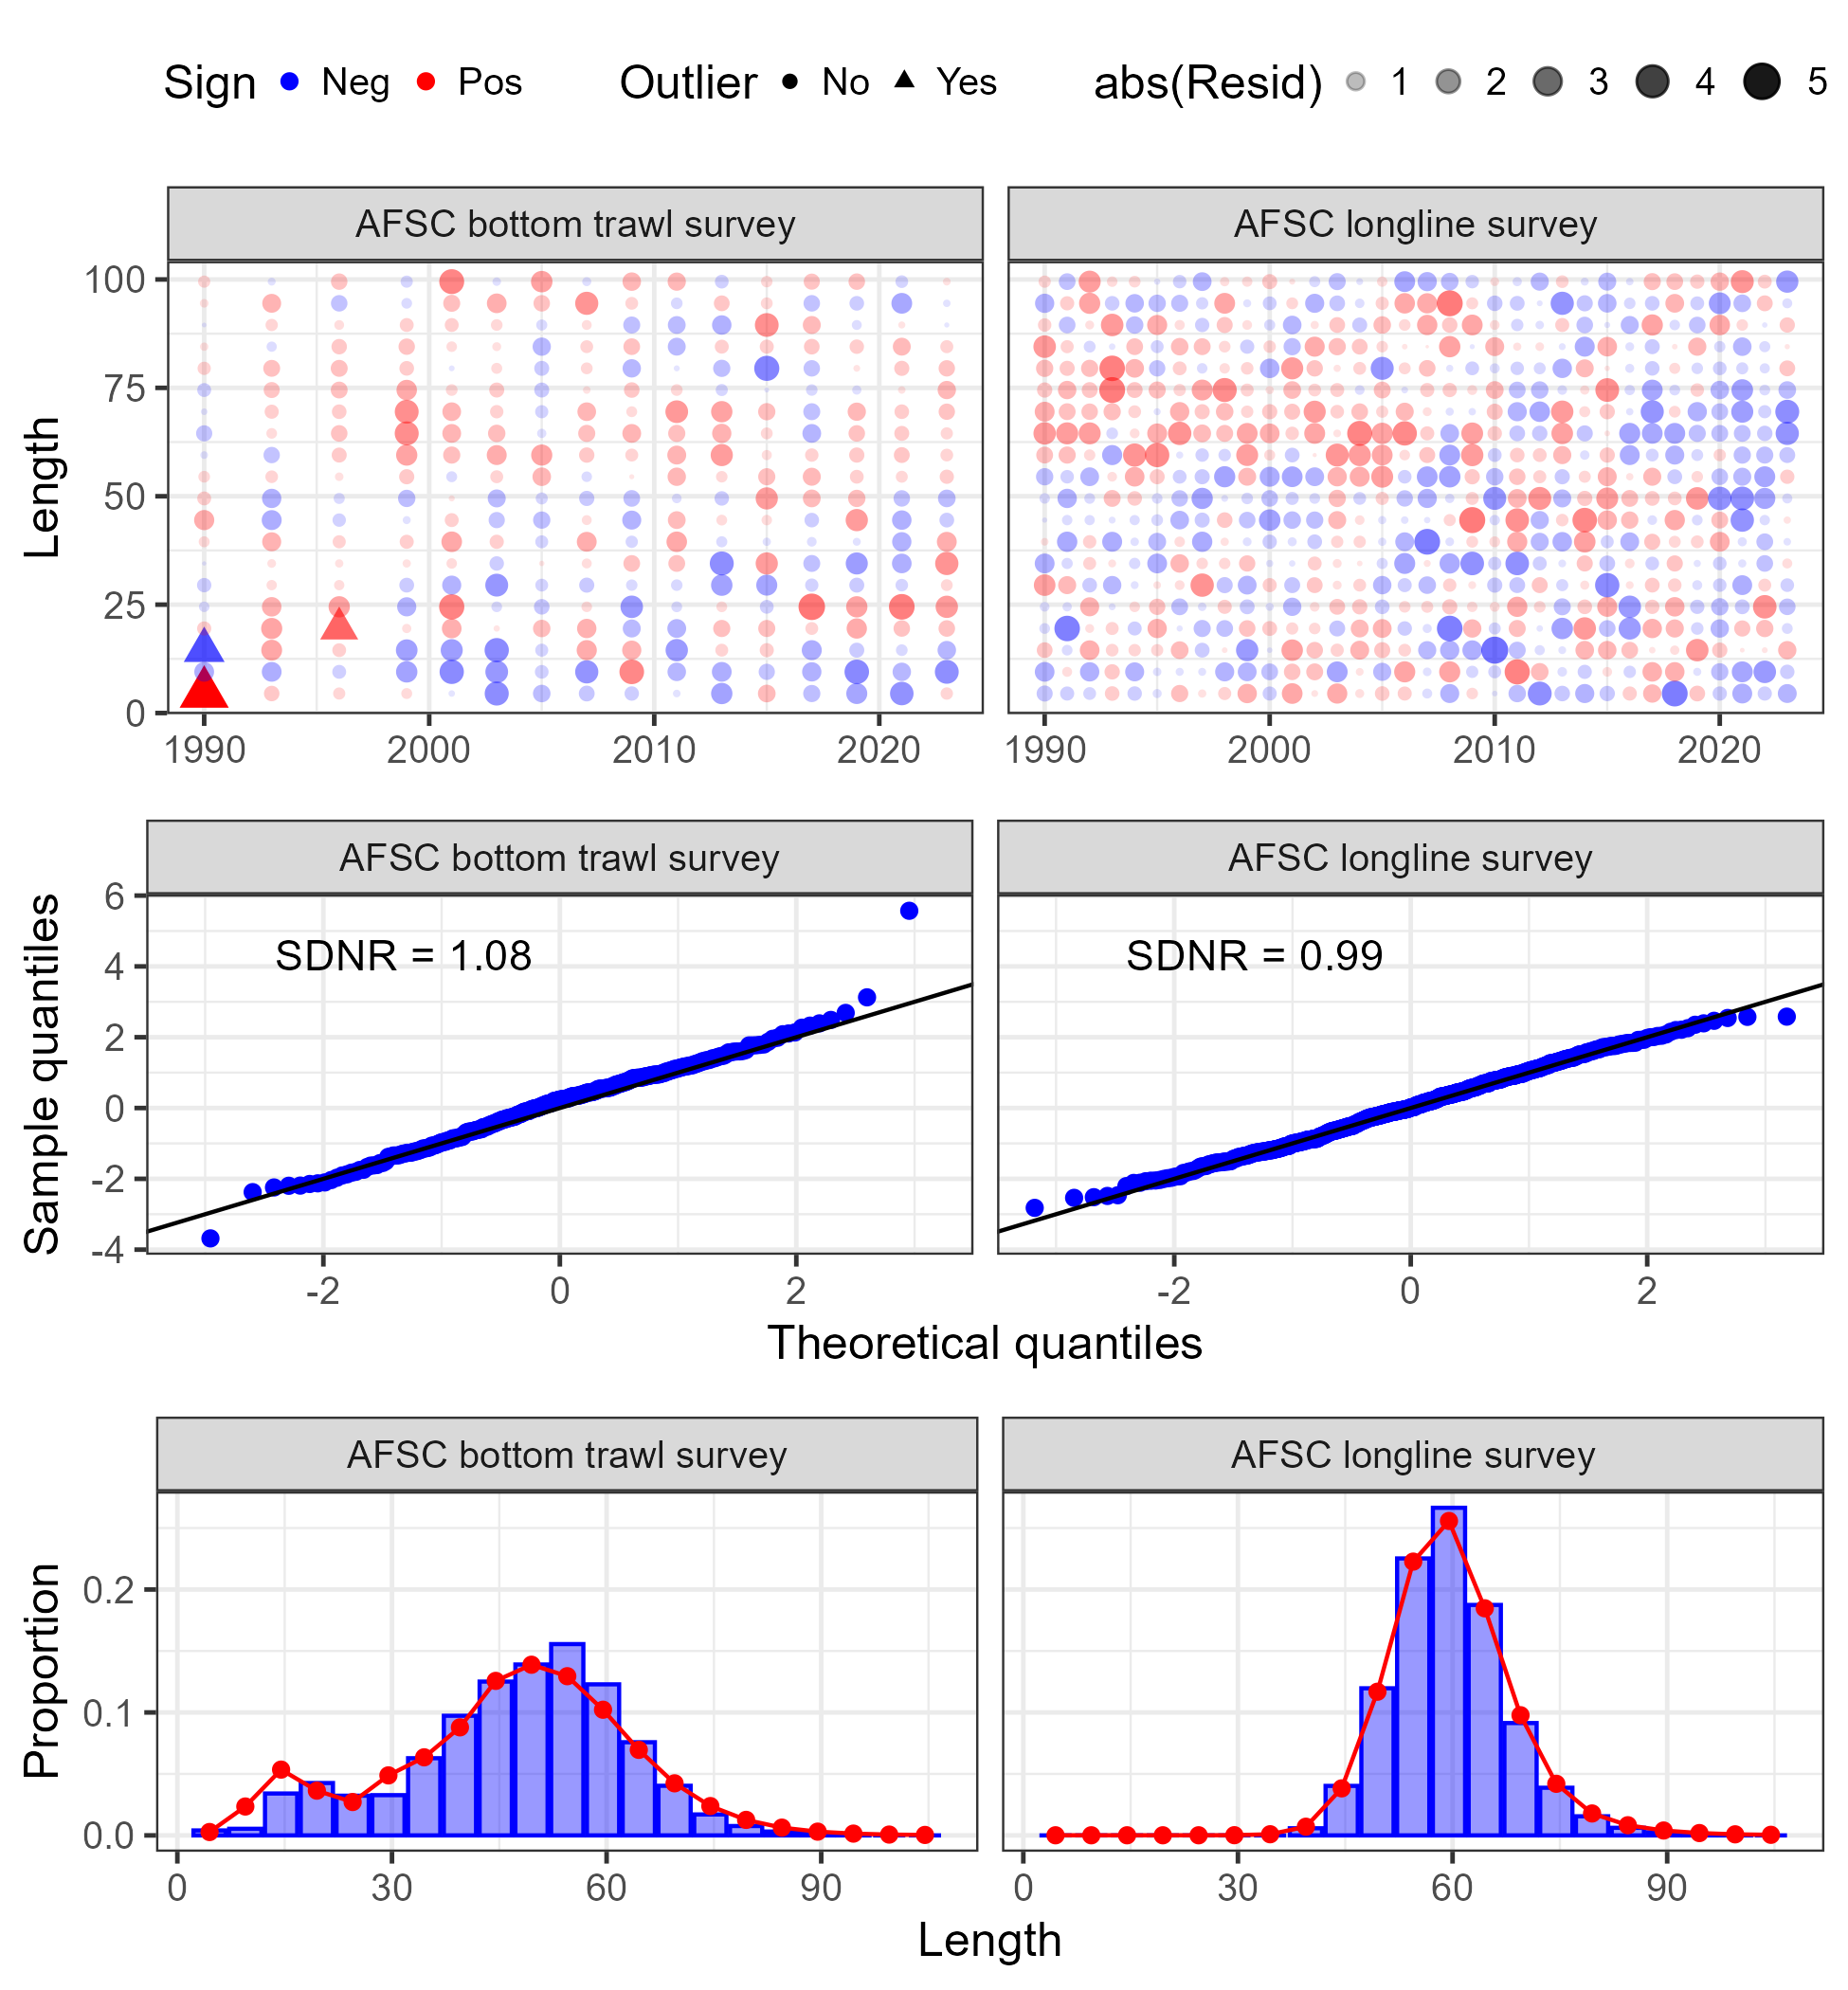 Sign Neg Pos Outlier No Yes abs(Resid) 1 2 3 4 5
AFSC bottom trawl survey AFSC longline survey
Length
100
75
50
25
0
1990 2000 2010 2020 1990 2000 2010 2020
AFSC bottom trawl survey AFSC longline survey
Sample quantiles
6
4
2
0
-2
-4
SDNR = 1.08 SDNR = 0.99
-2 0 2 -2 0 2
Theoretical quantiles
AFSC bottom trawl survey AFSC longline survey
Proportion
0.2
0.1
0.0
0 30 60 90 0 30 60 90
Length